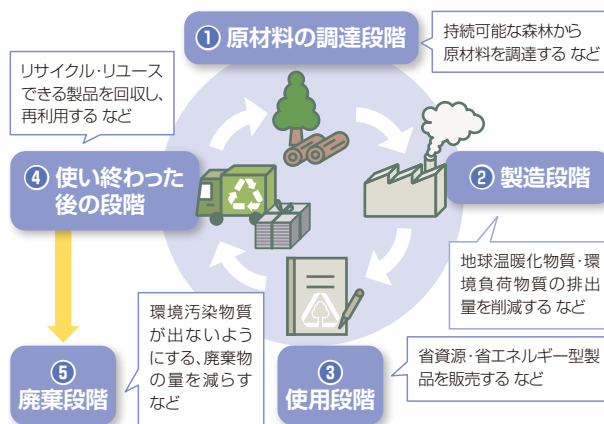 ① 原材料の調達段階
持続可能な森林から
原材料を調達する など
② 製造段階
地球温暖化物質・環
境負荷物質の排出
量を削減する など
③
使用段階
省資源・省エネルギー型製
品を販売する など
④ 使い終わった
後の段階
リサイクル・リユース
できる製品を回収し、
再利用する など
⑤
廃棄段階
環境汚染物質
が出ないよう
にする、廃棄物
の量を減らす
など